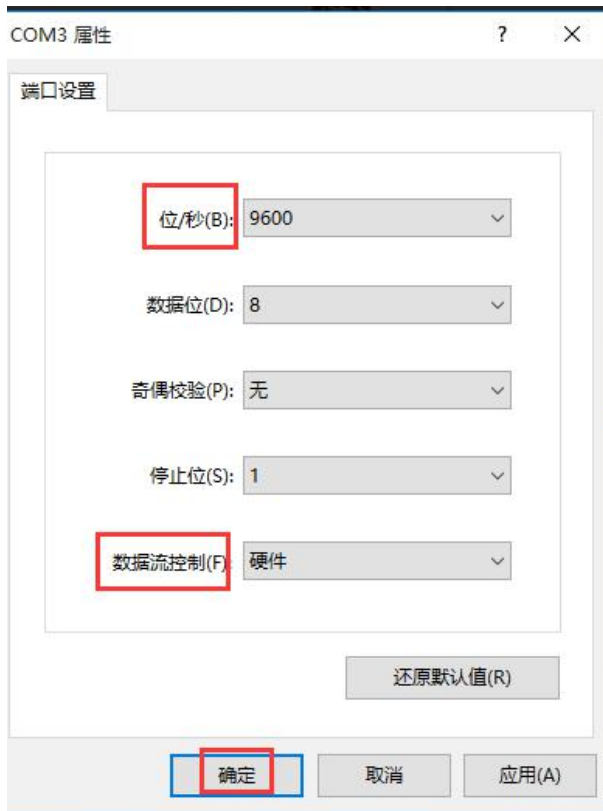 COM3 属性 ? ×
端口设置
位/秒(B): 9600
数据位(D): 8
奇偶校验(P): 无
停止位(S): 1
数据流控制(F) 硬件
还原默认值(R)
确定 取消 应用(A)